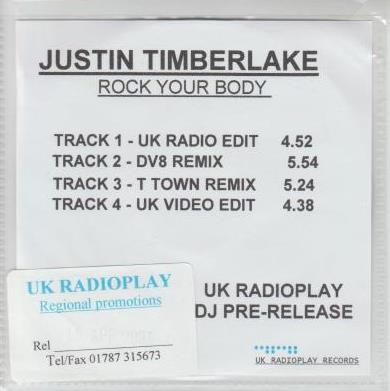 JUSTIN TIMBERLAKE
ROCK YOUR BODY
TRACK 1 - UK RADIO EDIT 4.52
TRACK 2 - DV8 REMIX 5.54
TRACK 3 - T TOWN REMIX 5.24
TRACK 4 - UK VIDEO EDIT 4.38
UK RADIOPLAY
DJ PRE-RELEASE
UK RADIOPLAY RECORDS
UK RADIOPLAY
Regional promotions
Rel
Tel/Fax 01787 315673